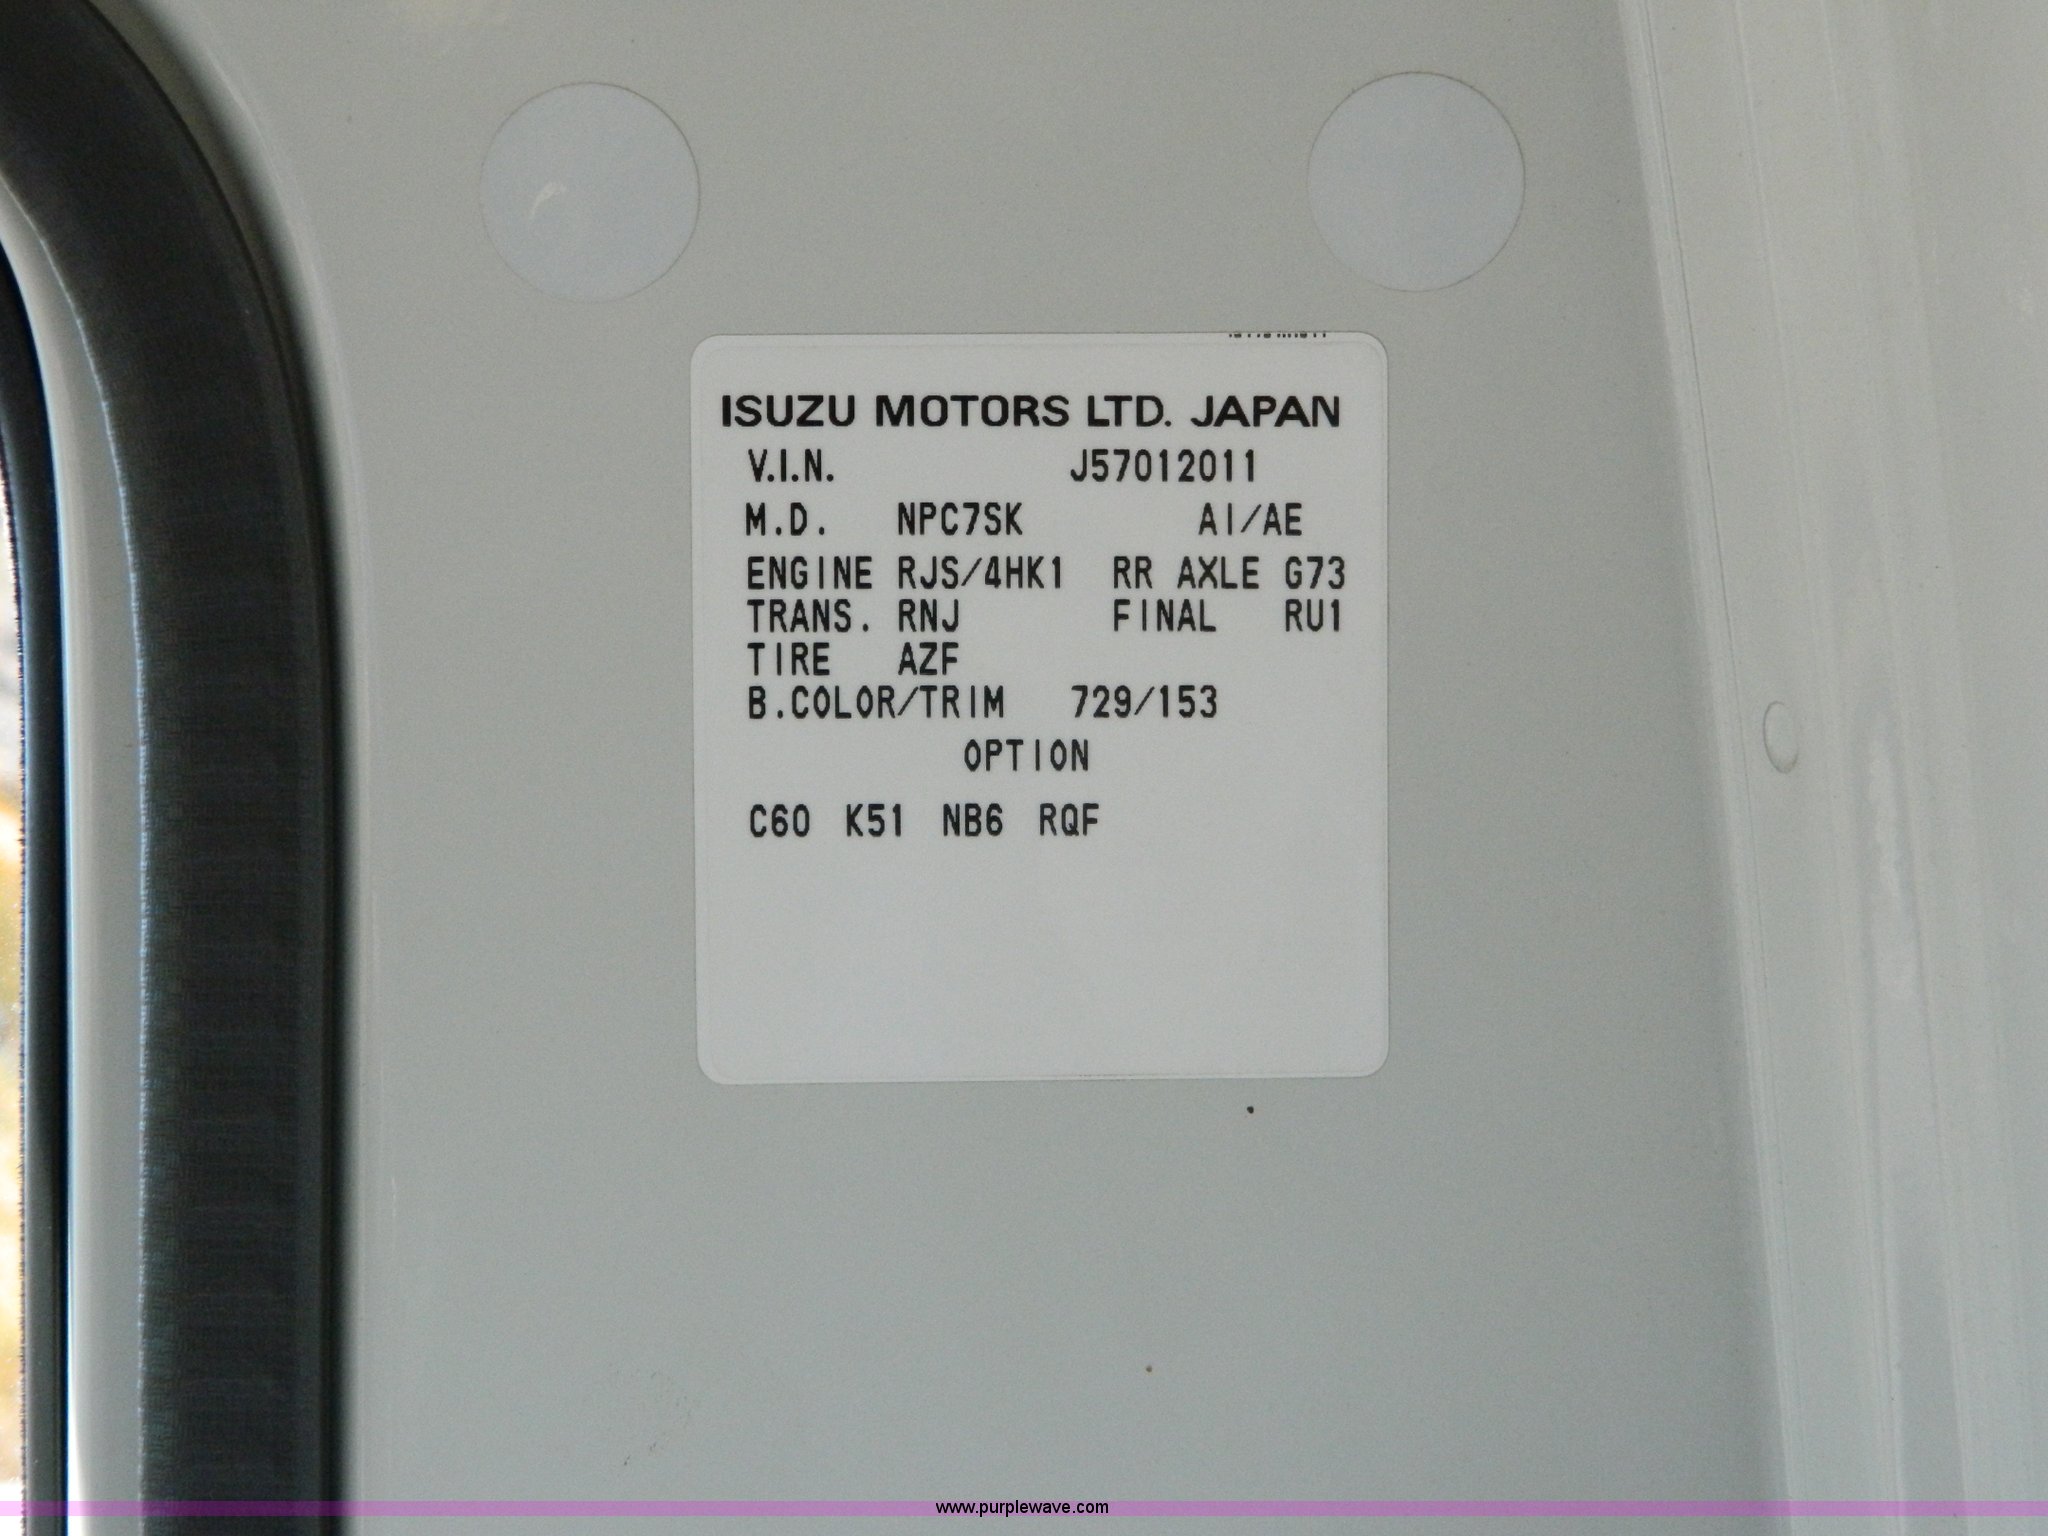 ISUZU MOTORS LTD. JAPAN
V.I.N. J57012011
M.D. NPC7SK AI/AE
ENGINE RJS/4HK1 RR AXLE G73
TRANS. RNJ FINAL RU1
TIRE AZF
B.COLOR/TRIM 729/153
OPTION
C60 K51 NB6 RQF
www.purplewave.com